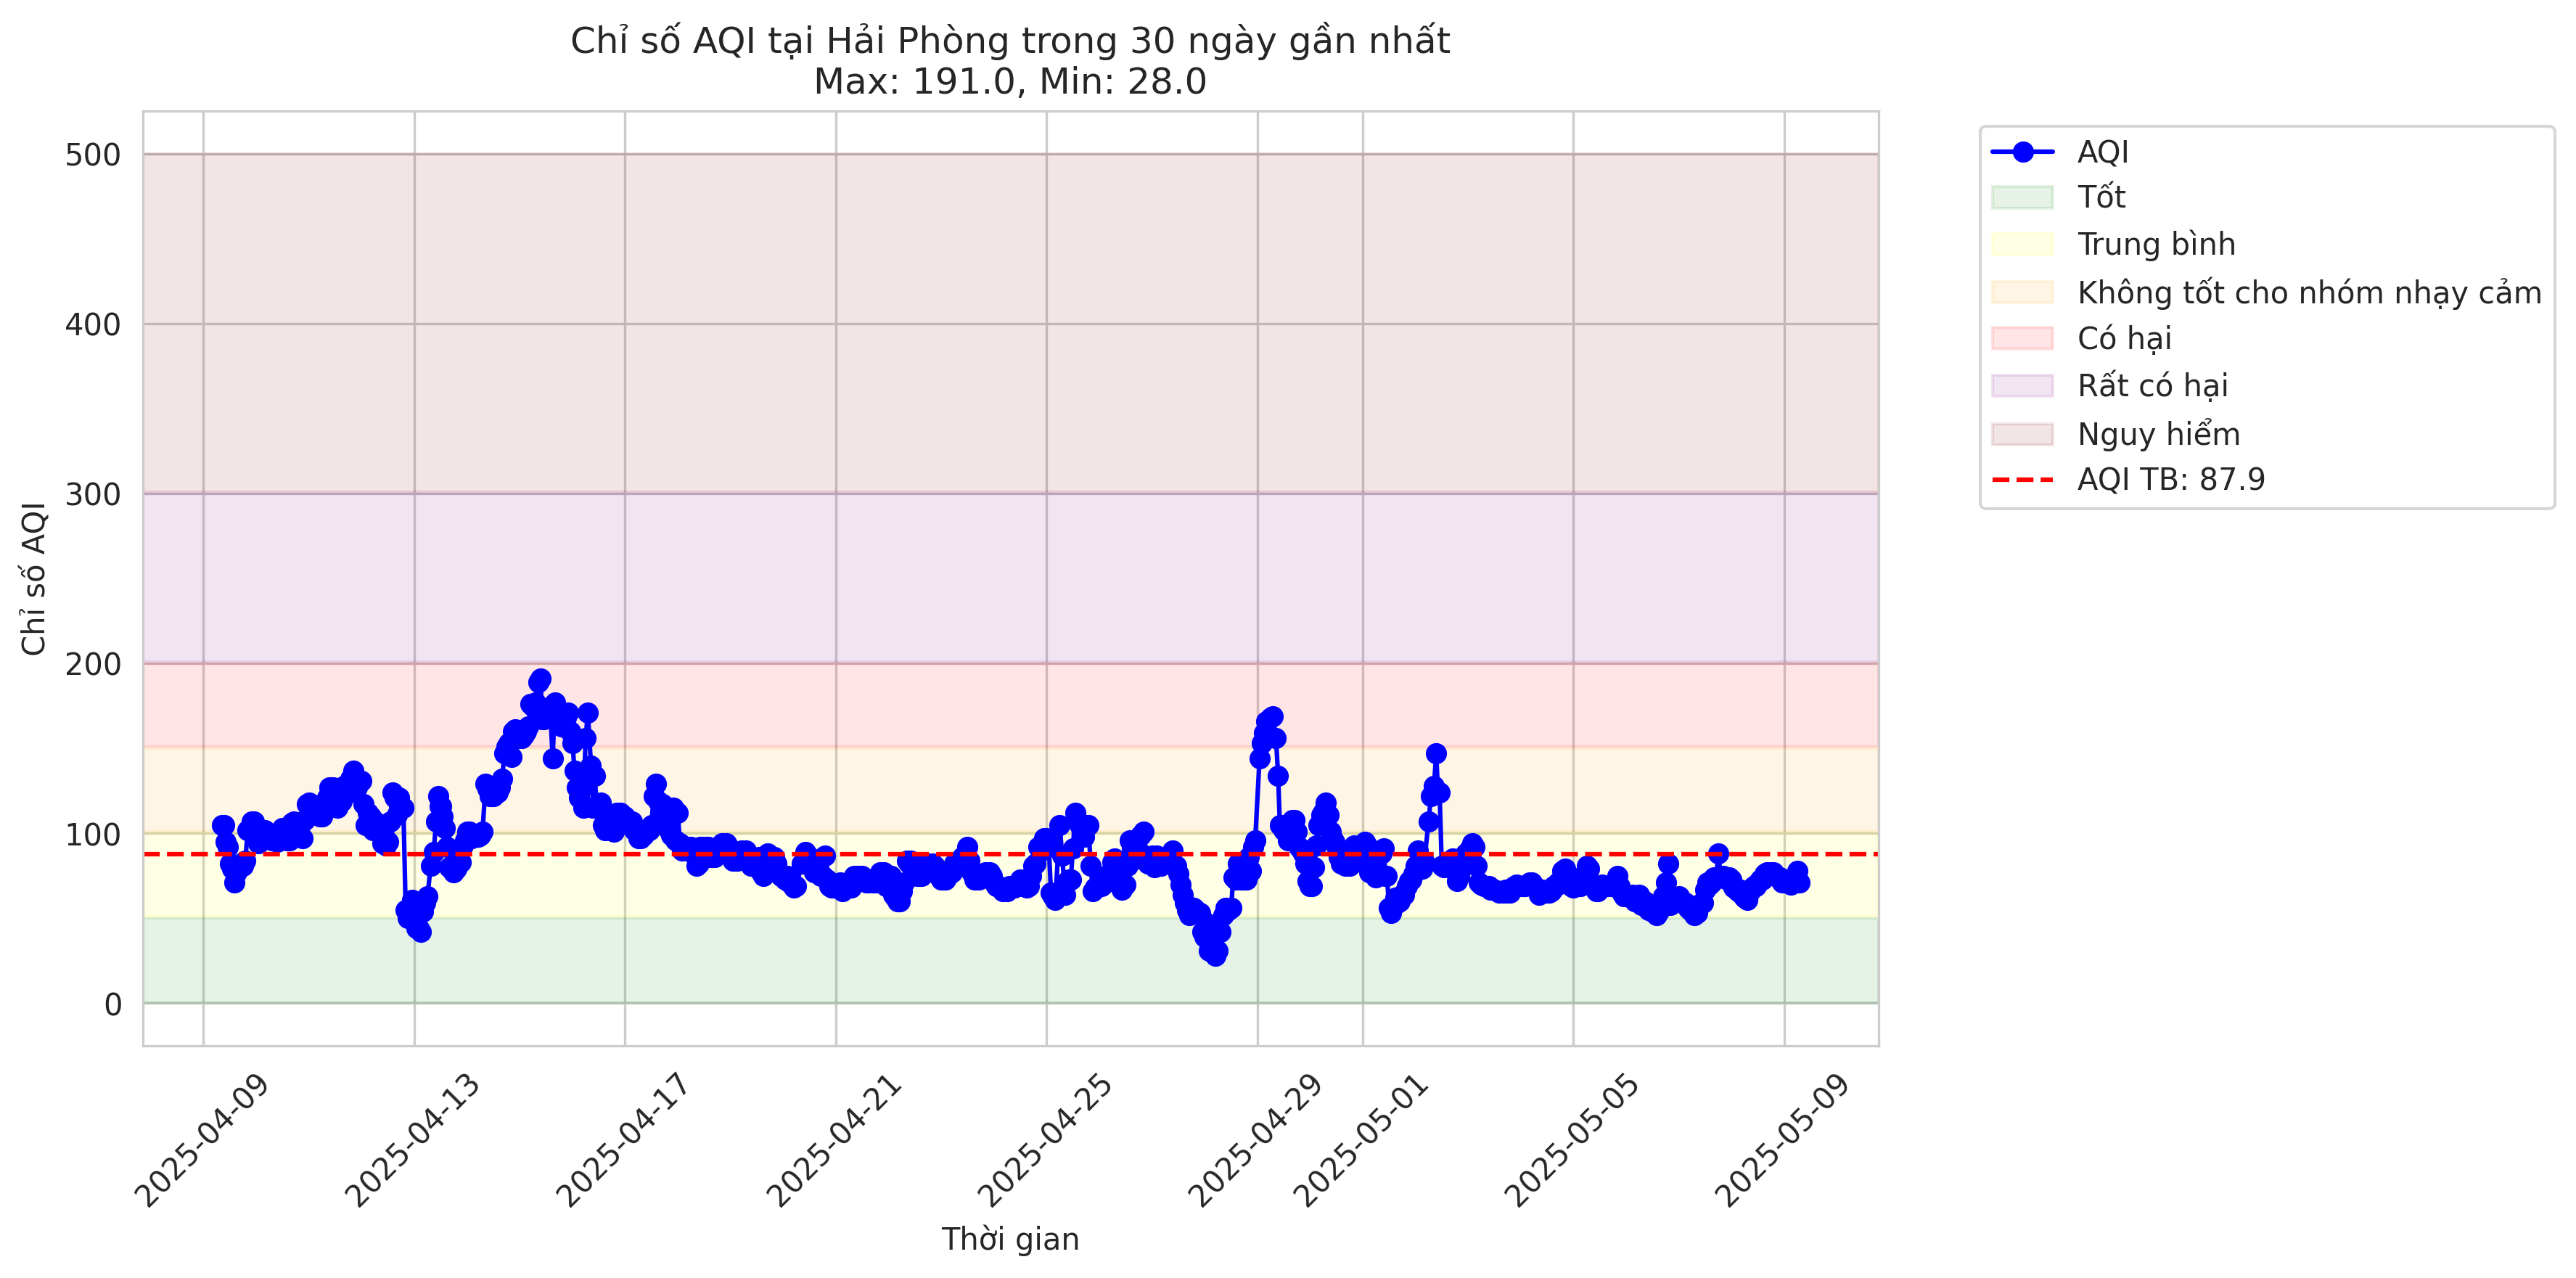 Chỉ số AQI tại Hải Phòng trong 30 ngày gần nhất
Max: 191.0, Min: 28.0
Chỉ số AQI
500
400
300
200
100
0
2025-04-09
2025-04-13
2025-04-17
2025-04-21
2025-04-25
2025-04-29
2025-05-01
2025-05-05
2025-05-09
Thời gian
AQI
Tốt
Trung bình
Không tốt cho nhóm nhạy cảm
Có hại
Rất có hại
Nguy hiểm
AQI TB: 87.9